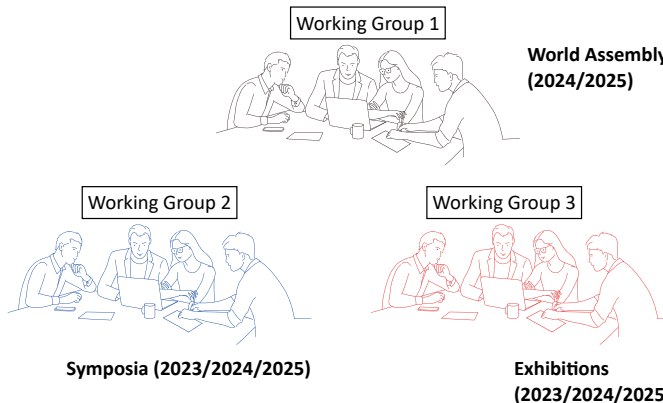 Working Group 1
World Assembly
(2024/2025)
Working Group 2
Working Group 3
Symposia (2023/2024/2025)
Exhibitions
(2023/2024/2025